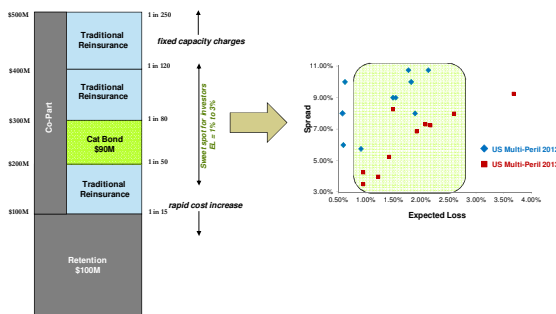 $500M
1 in 250
Traditional
Reinsurance
fixed capacity charges
$400M
1 in 120
Traditional
Reinsurance
Co-Part
$300M
1 in 80
Cat Bond
$90M
Sweet spot for investors
EL = 1% to 3%
$200M
1 in 50
Traditional
Reinsurance
rapid cost increase
$100M
1 in 15
Retention
$100M
Spread
11.00%
9.00%
7.00%
5.00%
3.00%
0.50%
1.00%
1.50%
2.00%
2.50%
3.00%
3.50%
4.00%
Expected Loss
US Multi-Peril 2012
US Multi-Peril 2013